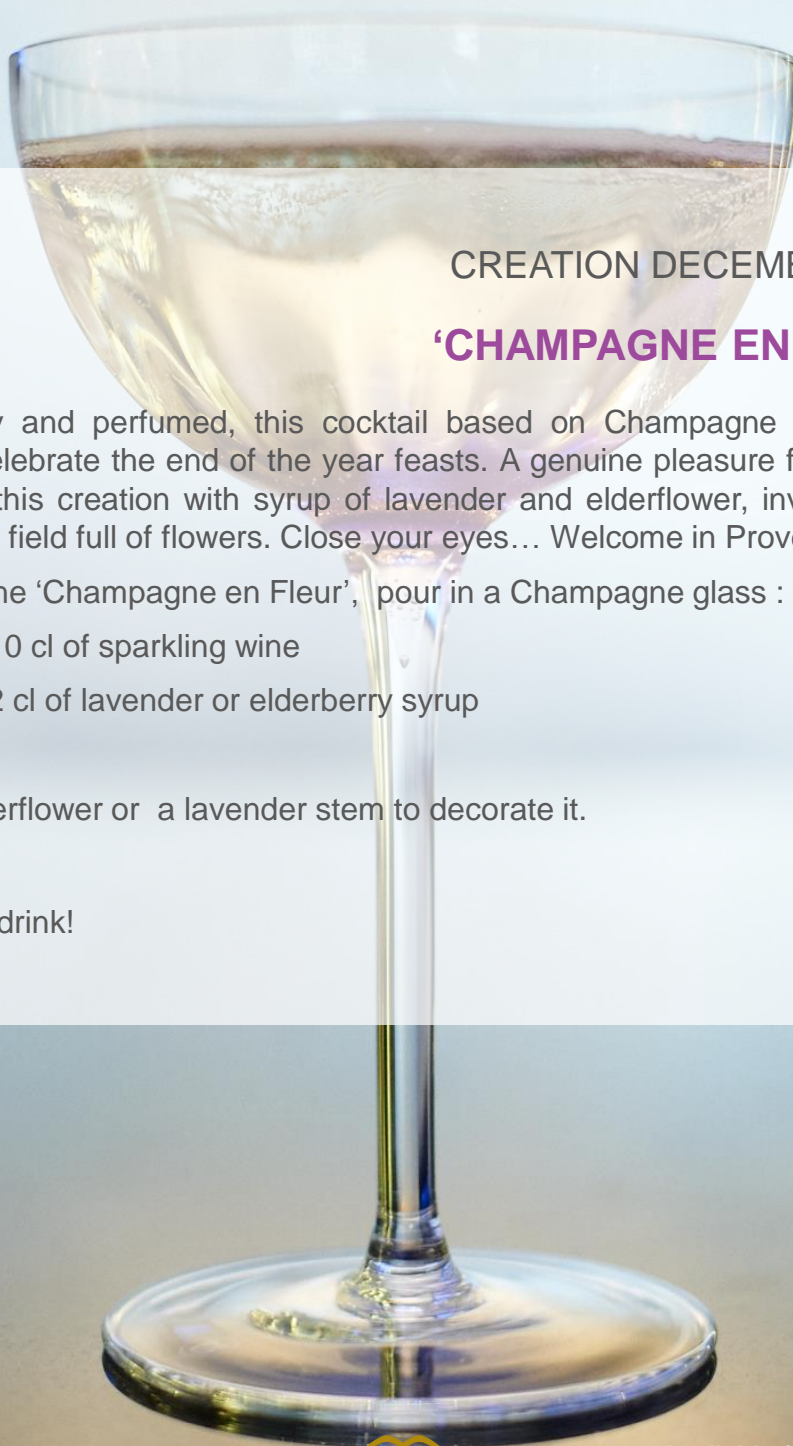 CREATION DECEME
‘CHAMPAGNE EN
y and perfumed, this cocktail based on Champagne
elebrate the end of the year feasts. A genuine pleasure f
this creation with syrup of lavender and elderflower, inv
field full of flowers. Close your eyes… Welcome in Prov
ne ‘Champagne en Fleur’, pour in a Champagne glass :
0 cl of sparkling wine
2 cl of lavender or elderberry syrup
erflower or a lavender stem to decorate it.
drink!